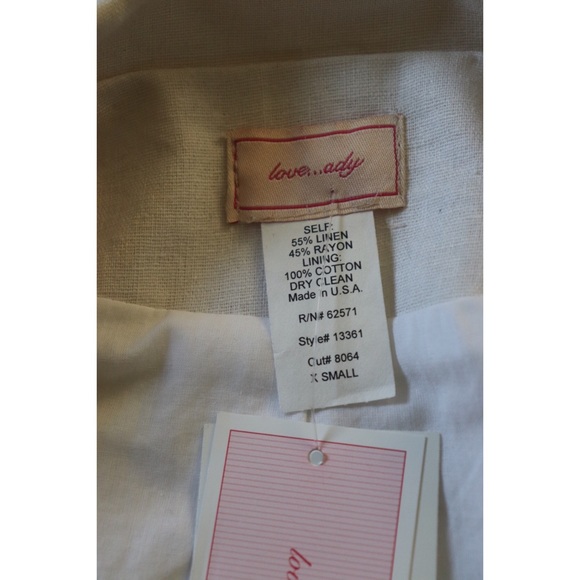 love...ady
SELF:
55% LINEN
45% RAYON
LINING:
100% COTTON
DRY CLEAN
Made in U.S.A.
R/N# 62571
Style# 13361
Cut# 8064
X SMALL